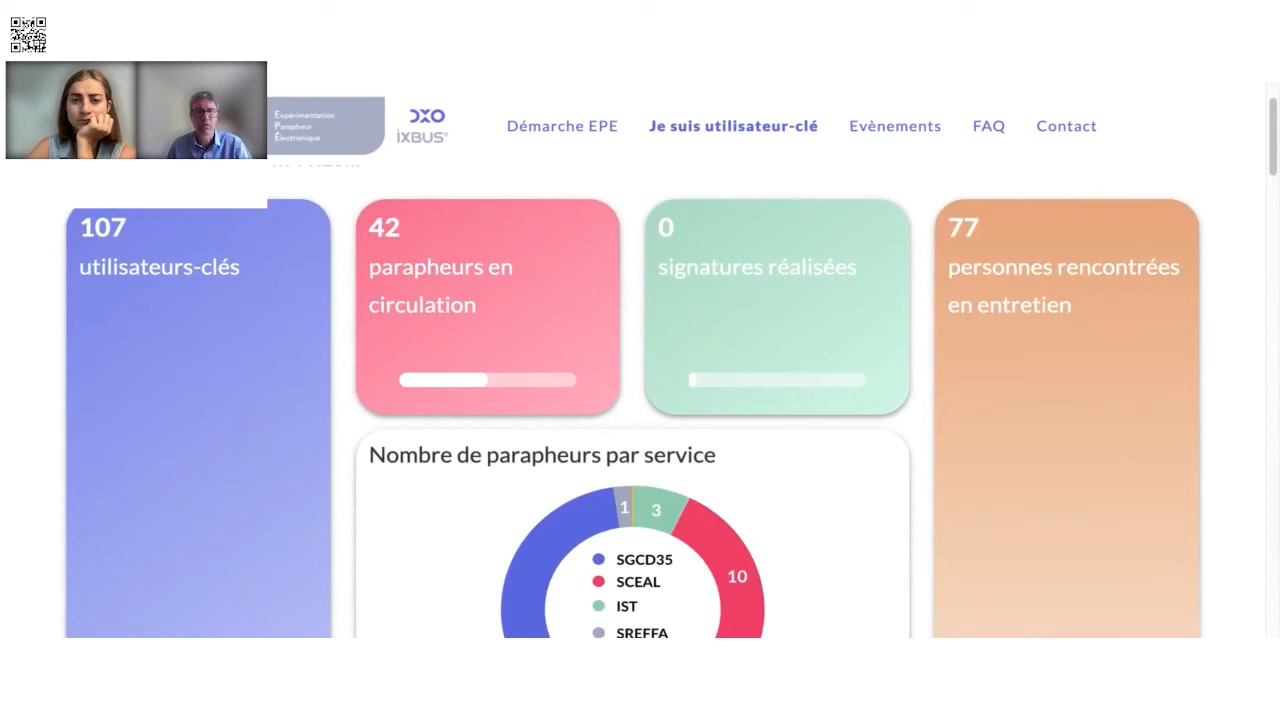 Expérimentation
Parapheur
Électronique
iXBUS
Démarche EPE
Je suis utilisateur-clé
Evènements
FAQ
Contact
107
utilisateurs-clés
42
parapheurs en
circulation
0
signatures réalisées
77
personnes rencontrées
en entretien
Nombre de parapheurs par service
1
3
10
SGCD35
SCEAL
IST
SREFFA